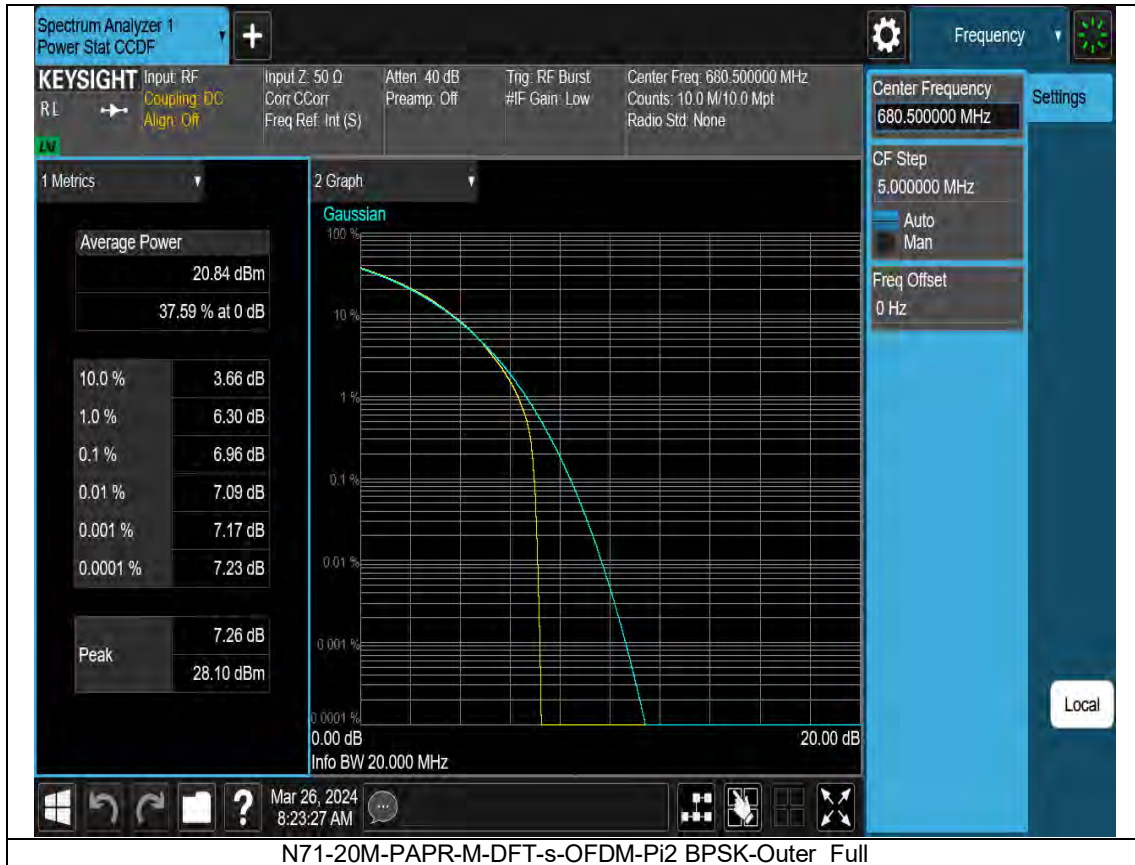 Spectrum Analyzer 1
Power Stat CCDF
Frequency
KEYSIGHT
RL
Input: RF
Coupling: DC
Align: Off
Input Z: 50 Ω
Corr CCorr
Freq Ref: Int (S)
Atten: 40 dB
Preamp: Off
Trig: RF Burst
#IF Gain: Low
Center Freq: 680.500000 MHz
Counts: 10.0 M/10.0 Mpt
Radio Std: None
Center Frequency
680.500000 MHz
Settings
CF Step
5.000000 MHz
Auto
Man
Freq Offset
0 Hz
1 Metrics
Average Power
20.84 dBm
37.59 % at 0 dB
10.0 % 3.66 dB
1.0 % 6.30 dB
0.1 % 6.96 dB
0.01 % 7.09 dB
0.001 % 7.17 dB
0.0001 % 7.23 dB
Peak
7.26 dB
28.10 dBm
2 Graph
Gaussian
100 %
10 %
1 %
0.1 %
0.01 %
0.001 %
0.0001 %
0.00 dB
20.00 dB
Info BW 20.000 MHz
Local
?
Mar 26, 2024
8:23:27 AM
N71-20M-PAPR-M-DFT-s-OFDM-Pi2 BPSK-Outer_Full